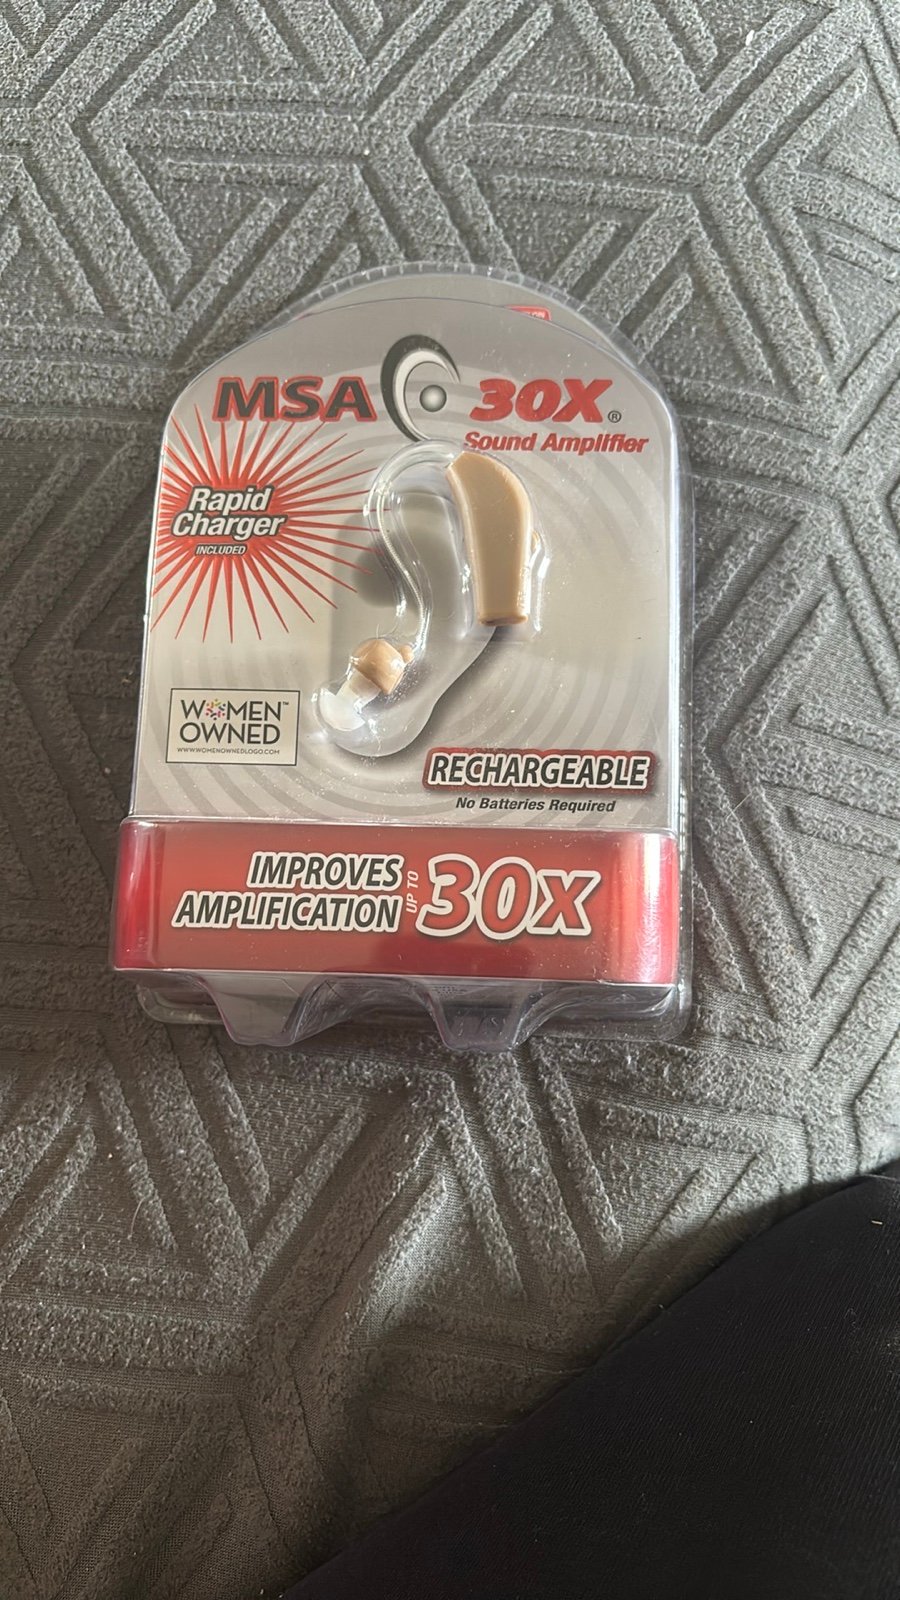 MSA 30X®
Sound Amplifier
Rapid
Charger
INCLUDED
WOMEN™
OWNED
WWW.WOMENOWNEDLOGO.COM
RECHARGEABLE
No Batteries Required
IMPROVES
AMPLIFICATION
UP TO
30X